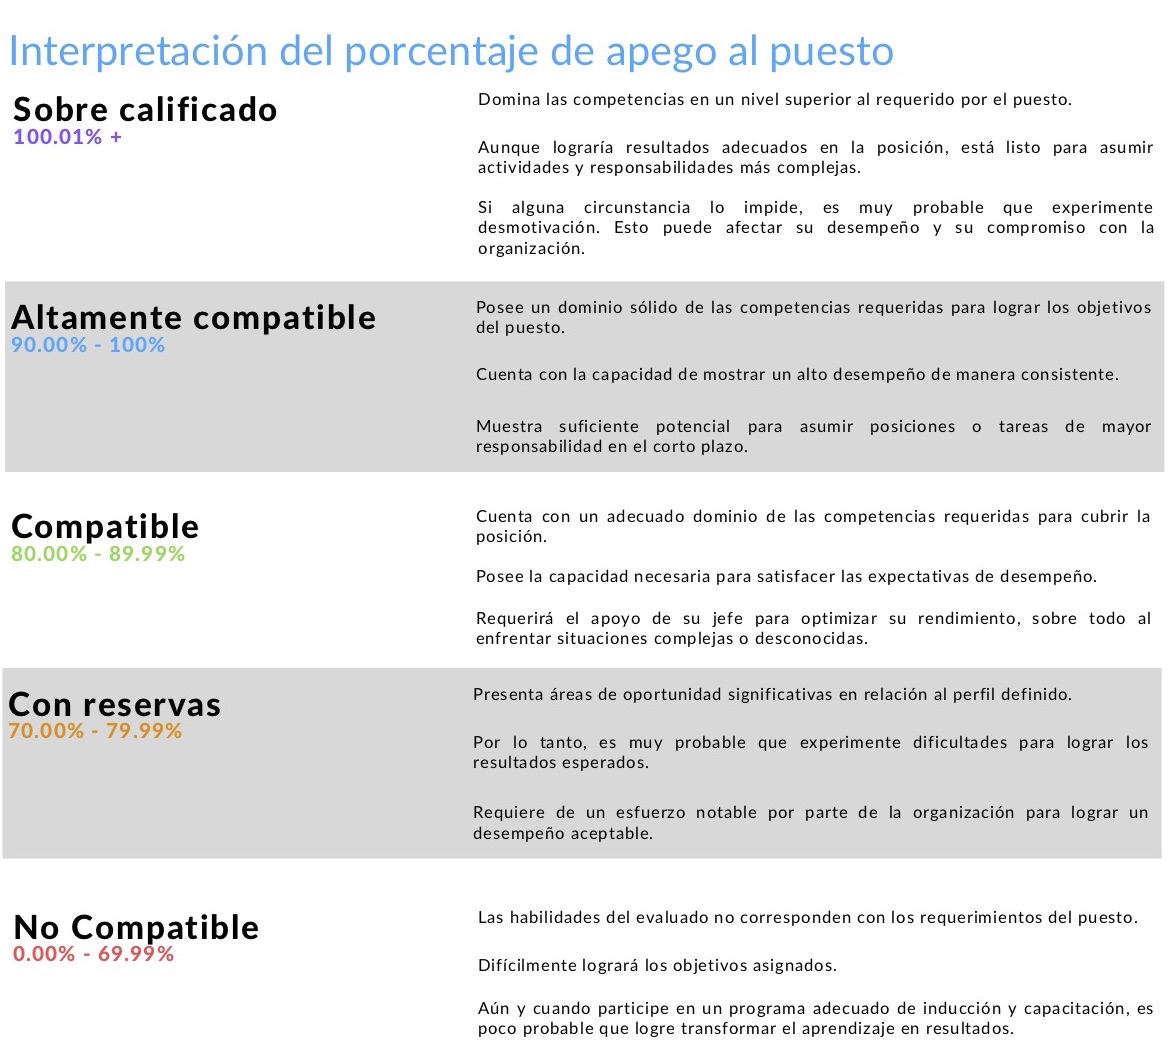 Interpretación del porcentaje de apego al puesto
Sobre calificado
100.01% +
Domina las competencias en un nivel superior al requerido por el puesto.
Aunque lograría resultados adecuados en la posición, está listo para asumir
actividades y responsabilidades más complejas.
Si alguna circunstancia lo impide, es muy probable que experimente
desmotivación. Esto puede afectar su desempeño y su compromiso con la
organización.
Altamente compatible
90.00% - 100%
Posee un dominio sólido de las competencias requeridas para lograr los objetivos
del puesto.
Cuenta con la capacidad de mostrar un alto desempeño de manera consistente.
Muestra suficiente potencial para asumir posiciones o tareas de mayor
responsabilidad en el corto plazo.
Compatible
80.00% - 89.99%
Cuenta con un adecuado dominio de las competencias requeridas para cubrir la
posición.
Posee la capacidad necesaria para satisfacer las expectativas de desempeño.
Requerirá el apoyo de su jefe para optimizar su rendimiento, sobre todo al
enfrentar situaciones complejas o desconocidas.
Con reservas
70.00% - 79.99%
Presenta áreas de oportunidad significativas en relación al perfil definido.
Por lo tanto, es muy probable que experimente dificultades para lograr los
resultados esperados.
Requiere de un esfuerzo notable por parte de la organización para lograr un
desempeño aceptable.
No Compatible
0.00% - 69.99%
Las habilidades del evaluado no corresponden con los requerimientos del puesto.
Difícilmente logrará los objetivos asignados.
Aún y cuando participe en un programa adecuado de inducción y capacitación, es
poco probable que logre transformar el aprendizaje en resultados.